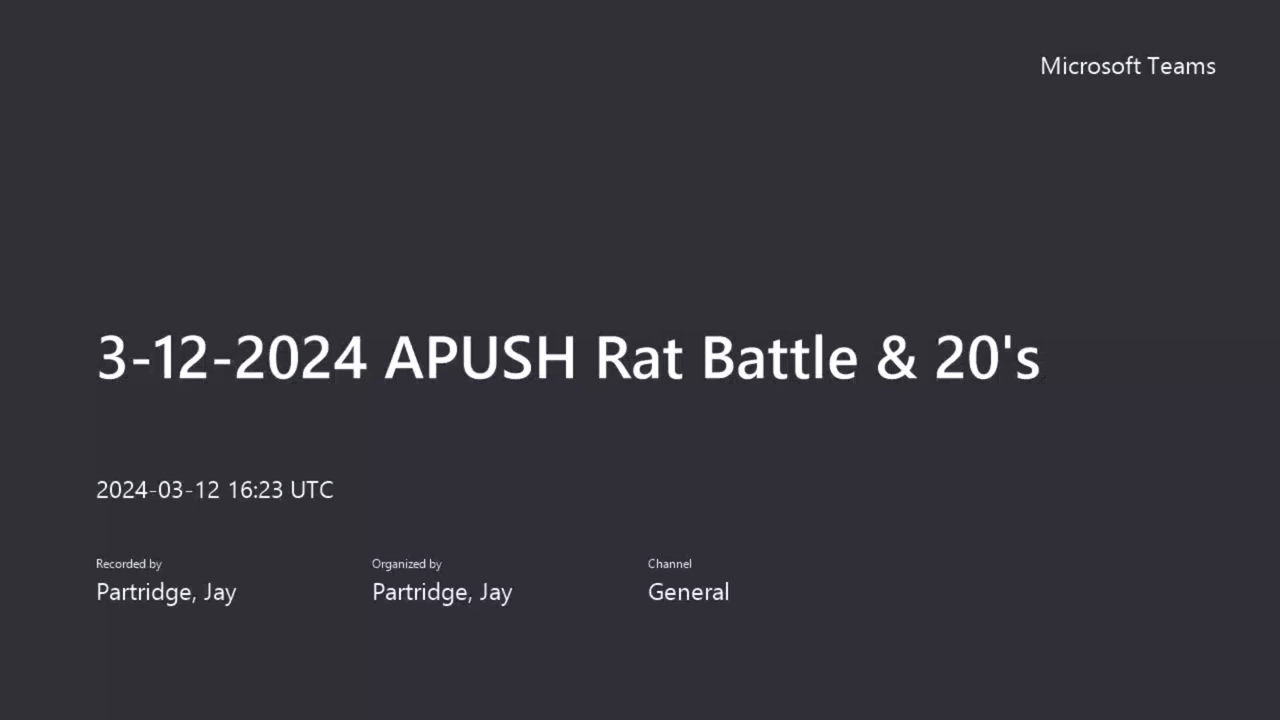 Microsoft Teams
3-12-2024 APUSH Rat Battle & 20's
2024-03-12 16:23 UTC
Recorded by
Partridge, Jay
Organized by
Partridge, Jay
Channel
General